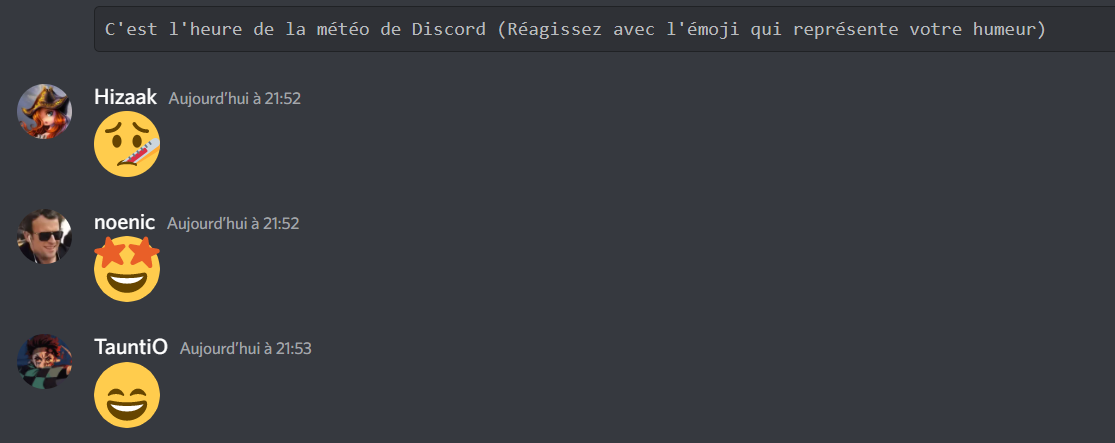 C'est l'heure de la météo de Discord (Réagissez avec l'émoji qui représente votre humeur)
Hizaak Aujourd’hui à 21:52
noenic Aujourd’hui à 21:52
TauntiO Aujourd’hui à 21:53